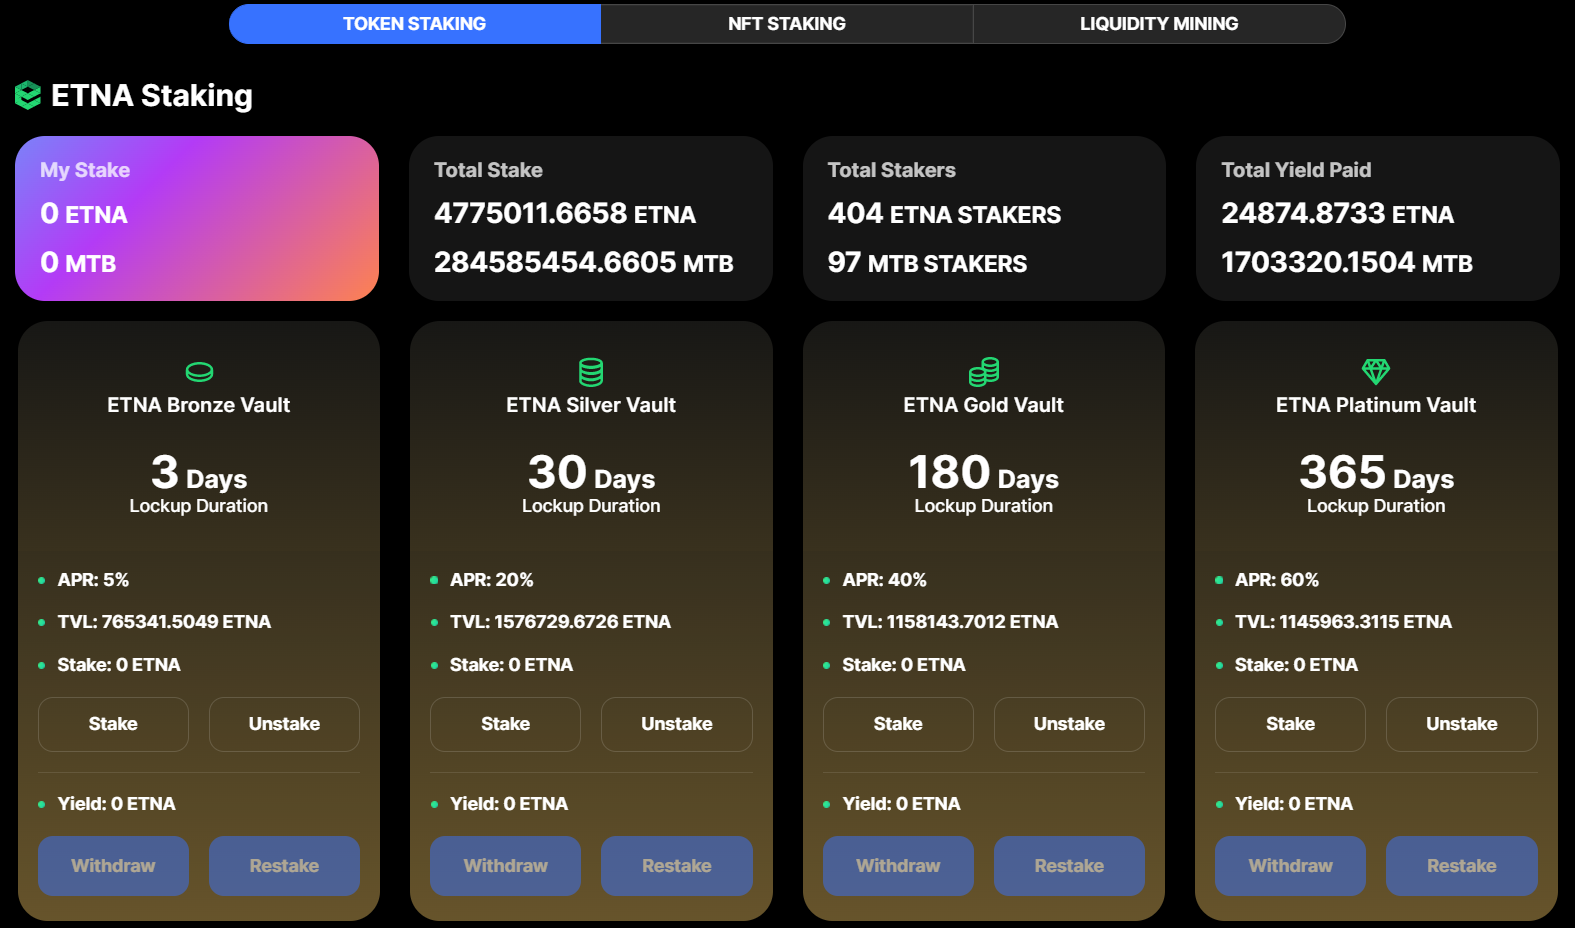 TOKEN STAKING
NFT STAKING
LIQUIDITY MINING
ETNA Staking
My Stake
0 ETNA
0 MTB
Total Stake
4775011.6658 ETNA
284585454.6605 MTB
Total Stakers
404 ETNA STAKERS
97 MTB STAKERS
Total Yield Paid
24874.8733 ETNA
1703320.1504 MTB
ETNA Bronze Vault
3 Days
Lockup Duration
APR: 5%
TVL: 765341.5049 ETNA
Stake: 0 ETNA
Stake
Unstake
Yield: 0 ETNA
Withdraw
Restake
ETNA Silver Vault
30 Days
Lockup Duration
APR: 20%
TVL: 1576729.6726 ETNA
Stake: 0 ETNA
Stake
Unstake
Yield: 0 ETNA
Withdraw
Restake
ETNA Gold Vault
180 Days
Lockup Duration
APR: 40%
TVL: 1158143.7012 ETNA
Stake: 0 ETNA
Stake
Unstake
Yield: 0 ETNA
Withdraw
Restake
ETNA Platinum Vault
365 Days
Lockup Duration
APR: 60%
TVL: 1145963.3115 ETNA
Stake: 0 ETNA
Stake
Unstake
Yield: 0 ETNA
Withdraw
Restake